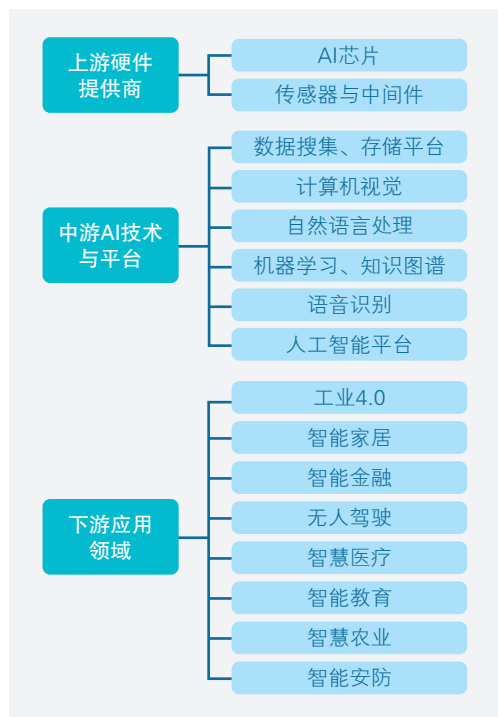 上游硬件
提供商
AI芯片
传感器与中间件
中游AI技术
与平台
数据搜集、存储平台
计算机视觉
自然语言处理
机器学习、知识图谱
语音识别
人工智能平台
下游应用
领域
工业4.0
智能家居
智能金融
无人驾驶
智慧医疗
智能教育
智慧农业
智能安防